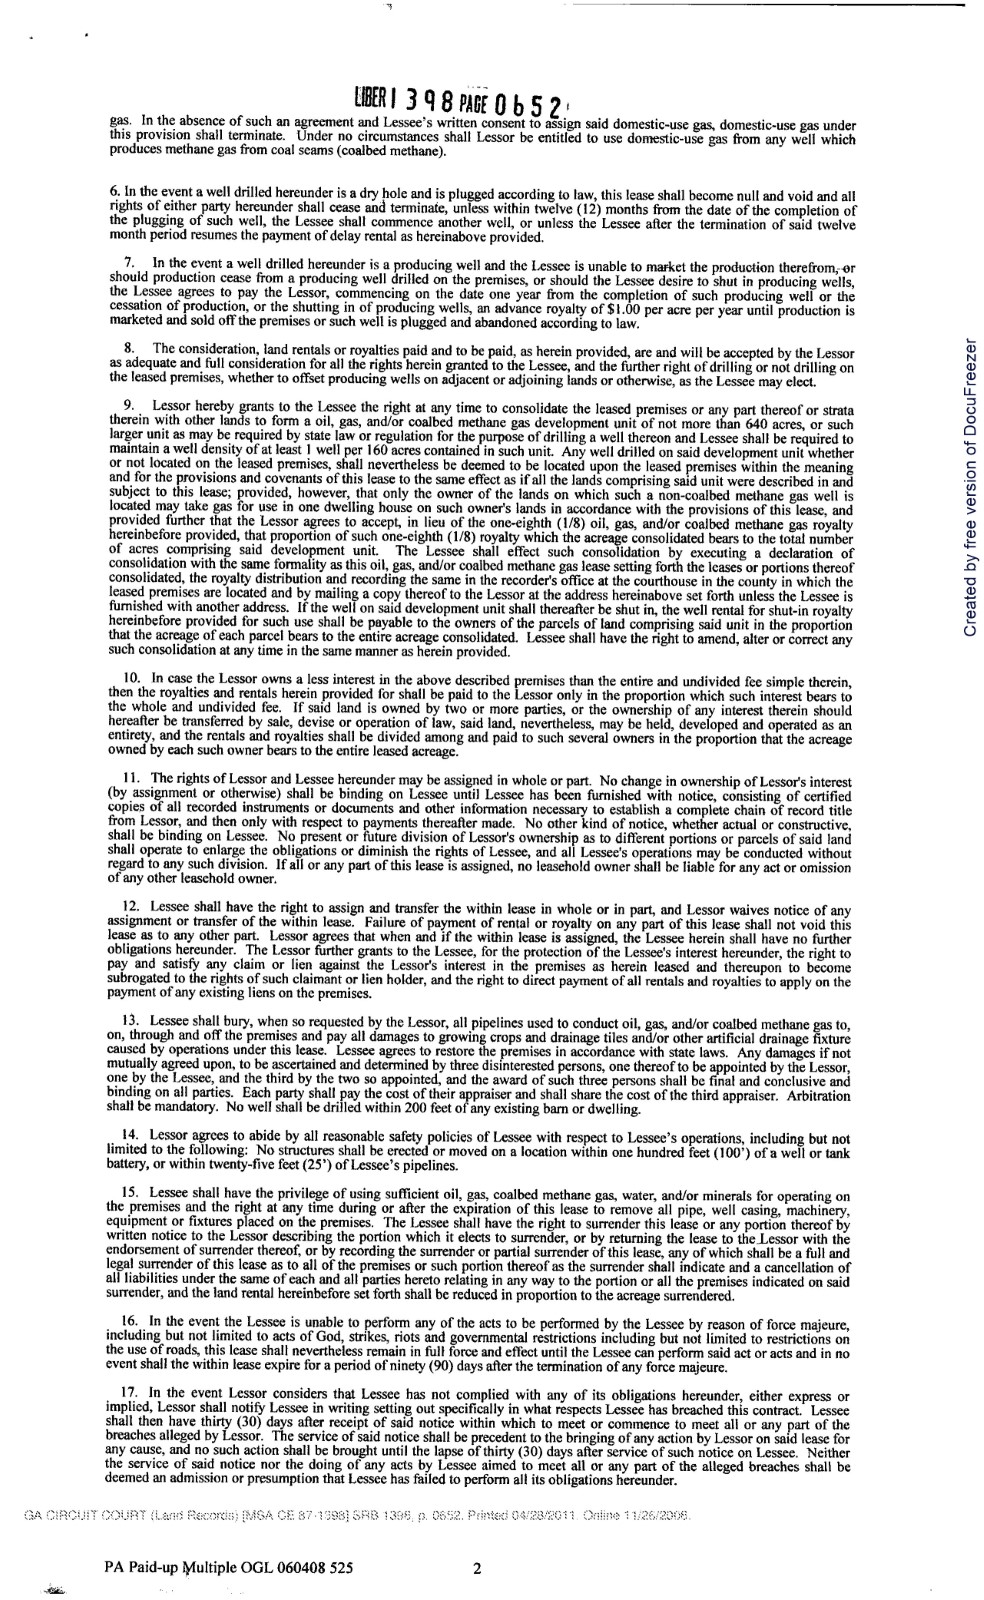 LIBER 1398 PAGE 0652
gas. In the absence of such an agreement and Lessee's written consent to assign said domestic-use gas, domestic-use gas under
this provision shall terminate. Under no circumstances shall Lessor be entitled to use domestic-use gas from any well which
produces methane gas from coal seams (coalbed methane).
6. In the event a well drilled hereunder is a dry hole and is plugged according to law, this lease shall become null and void and all
rights of either party hereunder shall cease and terminate, unless within twelve (12) months from the date of the completion of
the plugging of such well, the Lessee shall commence another well, or unless the Lessee after the termination of said twelve
month period resumes the payment of delay rental as hereinabove provided.
7. In the event a well drilled hereunder is a producing well and the Lessee is unable to market the production therefrom, or
should production cease from a producing well drilled on the premises, or should the Lessee desire to shut in producing wells,
the Lessee agrees to pay the Lessor, commencing on the date one year from the completion of such producing well or the
cessation of production, or the shutting in of producing wells, an advance royalty of $1.00 per acre per year until production is
marketed and sold off the premises or such well is plugged and abandoned according to law.
8. The consideration, land rentals or royalties paid and to be paid, as herein provided, are and will be accepted by the Lessor
as adequate and full consideration for all the rights herein granted to the Lessee, and the further right of drilling or not drilling on
the leased premises, whether to offset producing wells on adjacent or adjoining lands or otherwise, as the Lessee may elect.
9. Lessor hereby grants to the Lessee the right at any time to consolidate the leased premises or any part thereof or strata
therein with other lands to form a oil, gas, and/or coalbed methane gas development unit of not more than 640 acres, or such
larger unit as may be required by state law or regulation for the purpose of drilling a well thereon and Lessee shall be required to
maintain a well density of at least 1 well per 160 acres contained in such unit. Any well drilled on said development unit whether
or not located on the leased premises, shall nevertheless be deemed to be located upon the leased premises within the meaning
and for the provisions and covenants of this lease to the same effect as if all the lands comprising said unit were described in and
subject to this lease; provided, however, that only the owner of the lands on which such a non-coalbed methane gas well is
located may take gas for use in one dwelling house on such owner's lands in accordance with the provisions of this lease, and
provided further that the Lessor agrees to accept, in lieu of the one-eighth (1/8) oil, gas, and/or coalbed methane gas royalty
hereinbefore provided, that proportion of such one-eighth (1/8) royalty which the acreage consolidated bears to the total number
of acres comprising said development unit. The Lessee shall effect such consolidation by executing a declaration of
consolidation with the same formality as this oil, gas, and/or coalbed methane gas lease setting forth the leases or portions thereof
consolidated, the royalty distribution and recording the same in the recorder's office at the courthouse in the county in which the
leased premises are located and by mailing a copy thereof to the Lessor at the address hereinabove set forth unless the Lessee is
furnished with another address. If the well on said development unit shall thereafter be shut in, the well rental for shut-in royalty
hereinbefore provided for such use shall be payable to the owners of the parcels of land comprising said unit in the proportion
that the acreage of each parcel bears to the entire acreage consolidated. Lessee shall have the right to amend, alter or correct any
such consolidation at any time in the same manner as herein provided.
10. In case the Lessor owns a less interest in the above described premises than the entire and undivided fee simple therein,
then the royalties and rentals herein provided for shall be paid to the Lessor only in the proportion which such interest bears to
the whole and undivided fee. If said land is owned by two or more parties, or the ownership of any interest therein should
hereafter be transferred by sale, devise or operation of law, said land, nevertheless, may be held, developed and operated as an
entirety, and the rentals and royalties shall be divided among and paid to such several owners in the proportion that the acreage
owned by each such owner bears to the entire leased acreage.
11. The rights of Lessor and Lessee hereunder may be assigned in whole or part. No change in ownership of Lessor's interest
(by assignment or otherwise) shall be binding on Lessee until Lessee has been furnished with notice, consisting of certified
copies of all recorded instruments or documents and other information necessary to establish a complete chain of record title
from Lessor, and then only with respect to payments thereafter made. No other kind of notice, whether actual or constructive,
shall be binding on Lessee. No present or future division of Lessor's ownership as to different portions or parcels of said land
shall operate to enlarge the obligations or diminish the rights of Lessee, and all Lessee's operations may be conducted without
regard to any such division. If all or any part of this lease is assigned, no leasehold owner shall be liable for any act or omission
of any other leasehold owner.
12. Lessee shall have the right to assign and transfer the within lease in whole or in part, and Lessor waives notice of any
assignment or transfer of the within lease. Failure of payment of rental or royalty on any part of this lease shall not void this
lease as to any other part. Lessor agrees that when and if the within lease is assigned, the Lessee herein shall have no further
obligations hereunder. The Lessor further grants to the Lessee, for the protection of the Lessee's interest hereunder, the right to
pay and satisfy any claim or lien against the Lessor's interest in the premises as herein leased and thereupon to become
subrogated to the rights of such claimant or lien holder, and the right to direct payment of all rentals and royalties to apply on the
payment of any existing liens on the premises.
13. Lessee shall bury, when so requested by the Lessor, all pipelines used to conduct oil, gas, and/or coalbed methane gas to,
on, through and off the premises and pay all damages to growing crops and drainage tiles and/or other artificial drainage fixture
caused by operations under this lease. Lessee agrees to restore the premises in accordance with state laws. Any damages if not
mutually agreed upon, to be ascertained and determined by three disinterested persons, one thereof to be appointed by the Lessor,
one by the Lessee, and the third by the two so appointed, and the award of such three persons shall be final and conclusive and
binding on all parties. Each party shall pay the cost of their appraiser and shall share the cost of the third appraiser. Arbitration
shall be mandatory. No well shall be drilled within 200 feet of any existing barn or dwelling.
14. Lessor agrees to abide by all reasonable safety policies of Lessee with respect to Lessee's operations, including but not
limited to the following: No structures shall be erected or moved on a location within one hundred feet (100') of a well or tank
battery, or within twenty-five feet (25') of Lessee's pipelines.
15. Lessee shall have the privilege of using sufficient oil, gas, coalbed methane gas, water, and/or minerals for operating on
the premises and the right at any time during or after the expiration of this lease to remove all pipe, well casing, machinery,
equipment or fixtures placed on the premises. The Lessee shall have the right to surrender this lease or any portion thereof by
written notice to the Lessor describing the portion which it elects to surrender, or by returning the lease to the Lessor with the
endorsement of surrender thereof, or by recording the surrender or partial surrender of this lease, any of which shall be a full and
legal surrender of this lease as to all of the premises or such portion thereof as the surrender shall indicate and a cancellation of
all liabilities under the same of each and all parties hereto relating in any way to the portion or all the premises indicated on said
surrender, and the land rental hereinbefore set forth shall be reduced in proportion to the acreage surrendered.
16. In the event the Lessee is unable to perform any of the acts to be performed by the Lessee by reason of force majeure,
including but not limited to acts of God, strikes, riots and governmental restrictions including but not limited to restrictions on
the use of roads, this lease shall nevertheless remain in full force and effect until the Lessee can perform said act or acts and in no
event shall the within lease expire for a period of ninety (90) days after the termination of any force majeure.
17. In the event Lessor considers that Lessee has not complied with any of its obligations hereunder, either express or
implied, Lessor shall notify Lessee in writing setting out specifically in what respects Lessee has breached this contract. Lessee
shall then have thirty (30) days after receipt of said notice within which to meet or commence to meet all or any part of the
breaches alleged by Lessor. The service of said notice shall be precedent to the bringing of any action by Lessor on said lease for
any cause, and no such action shall be brought until the lapse of thirty (30) days after service of such notice on Lessee. Neither
the service of said notice nor the doing of any acts by Lessee aimed to meet all or any part of the alleged breaches shall be
deemed an admission or presumption that Lessee has failed to perform all its obligations hereunder.
GA CIRCUIT COURT (Land Records) [MSA CE 87-1398] SRB 1398, p. 0652. Printed 04/28/2011. Online 11/26/2008.
PA Paid-up Multiple OGL 060408 525
2
Created by free version of DocuFreezer